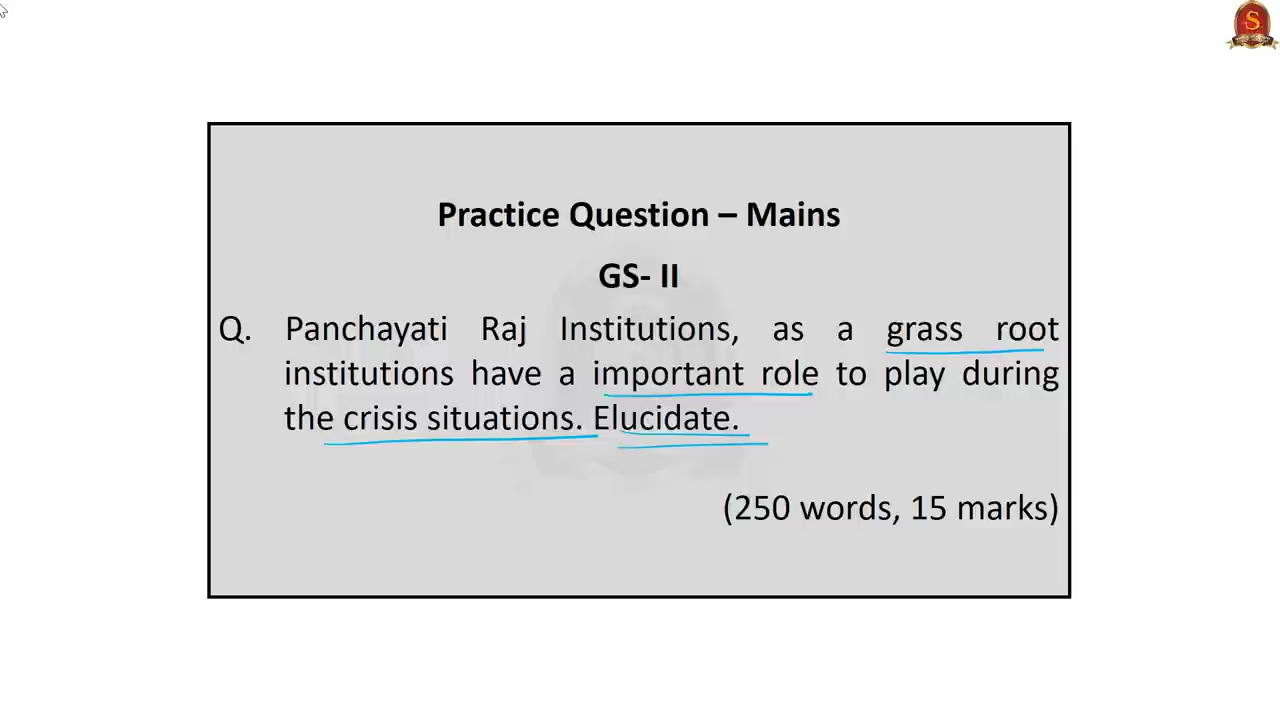 S
Practice Question – Mains
GS- II
Q. Panchayati Raj Institutions, as a grass root
institutions have a important role to play during
the crisis situations. Elucidate.
(250 words, 15 marks)